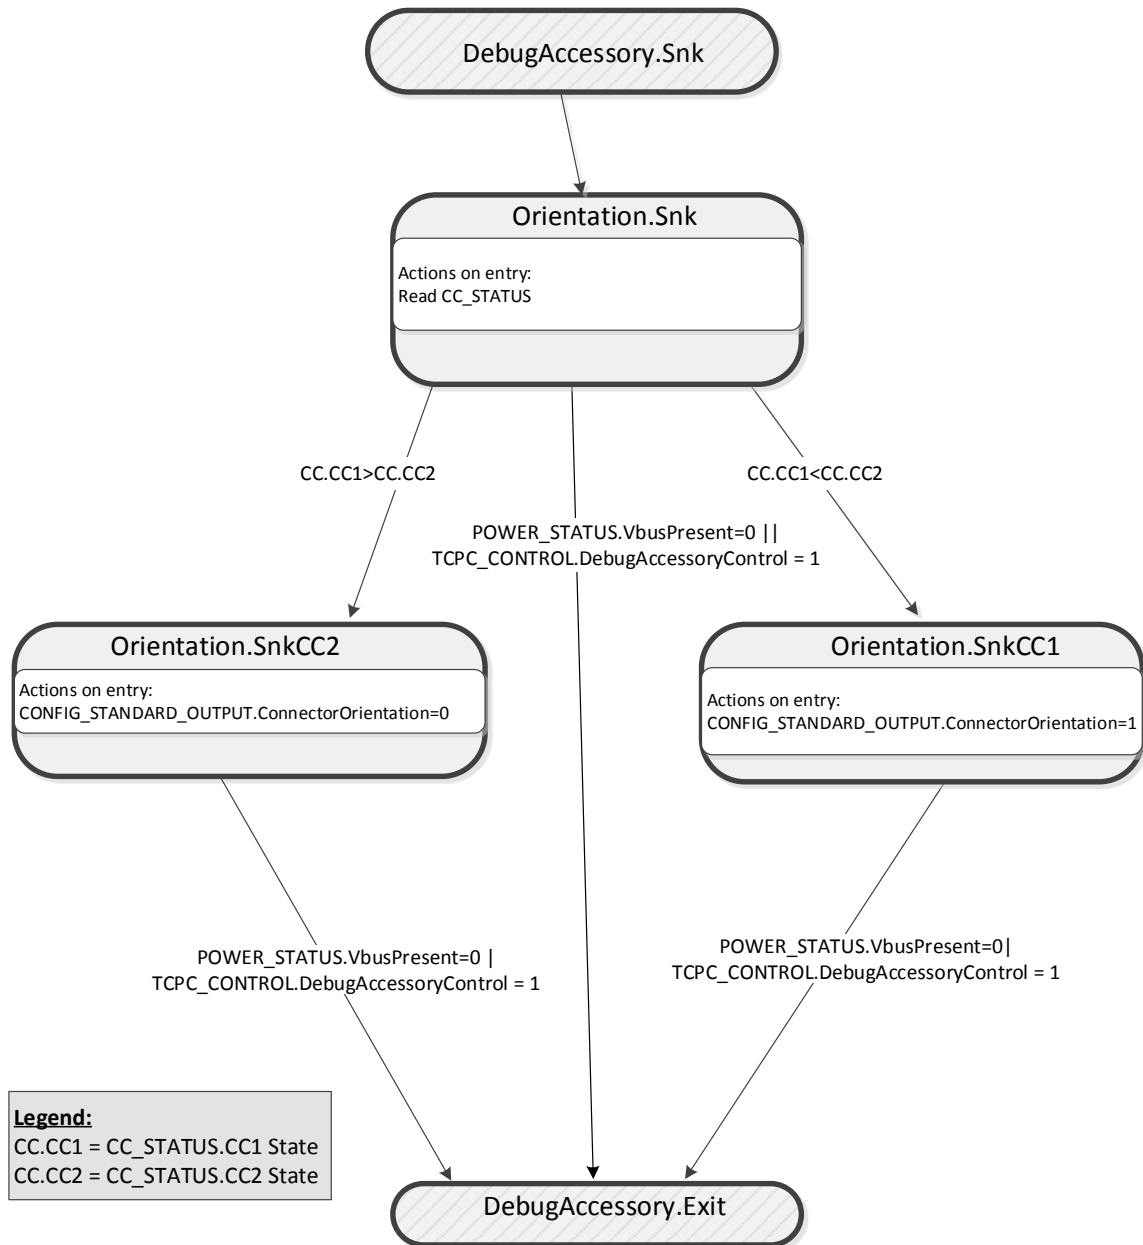 DebugAccessory.Snk
Orientation.Snk
Actions on entry:
Read CC_STATUS
CC.CC1>CC.CC2
CC.CC1<CC.CC2
POWER_STATUS.VbusPresent=0 ||
TCPC_CONTROL.DebugAccessoryControl = 1
Orientation.SnkCC2
Actions on entry:
CONFIG_STANDARD_OUTPUT.ConnectorOrientation=0
Orientation.SnkCC1
Actions on entry:
CONFIG_STANDARD_OUTPUT.ConnectorOrientation=1
POWER_STATUS.VbusPresent=0 |
TCPC_CONTROL.DebugAccessoryControl = 1
POWER_STATUS.VbusPresent=0|
TCPC_CONTROL.DebugAccessoryControl = 1
Legend:
CC.CC1 = CC_STATUS.CC1 State
CC.CC2 = CC_STATUS.CC2 State
DebugAccessory.Exit